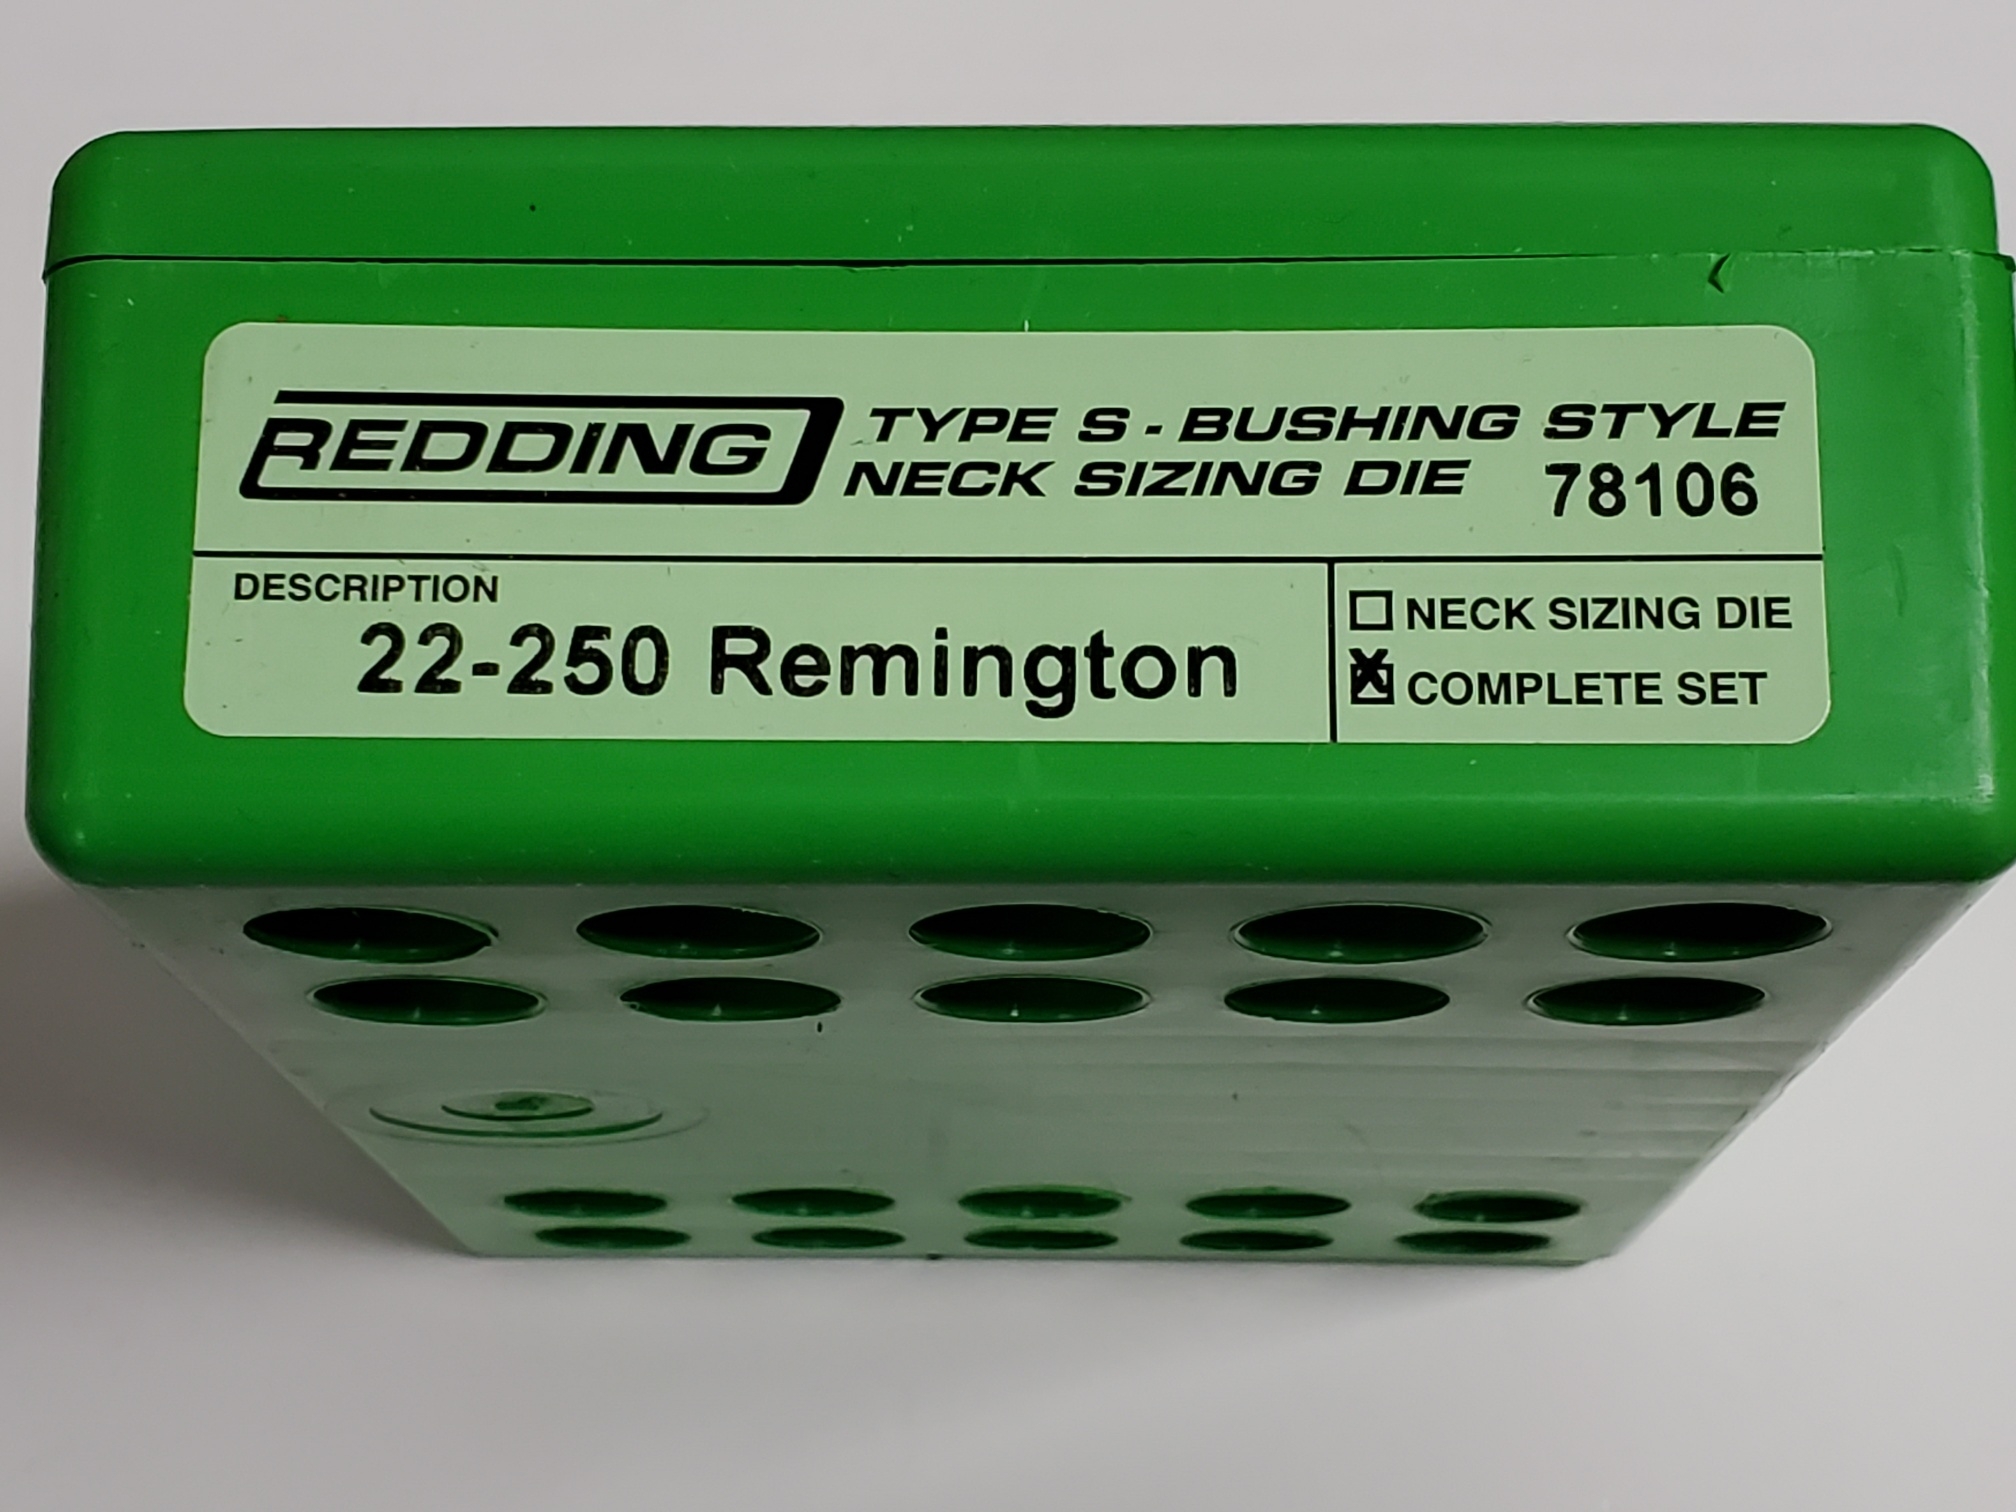 REDDING
TYPE S - BUSHING STYLE
NECK SIZING DIE 78106
DESCRIPTION
22-250 Remington
NECK SIZING DIE
X COMPLETE SET